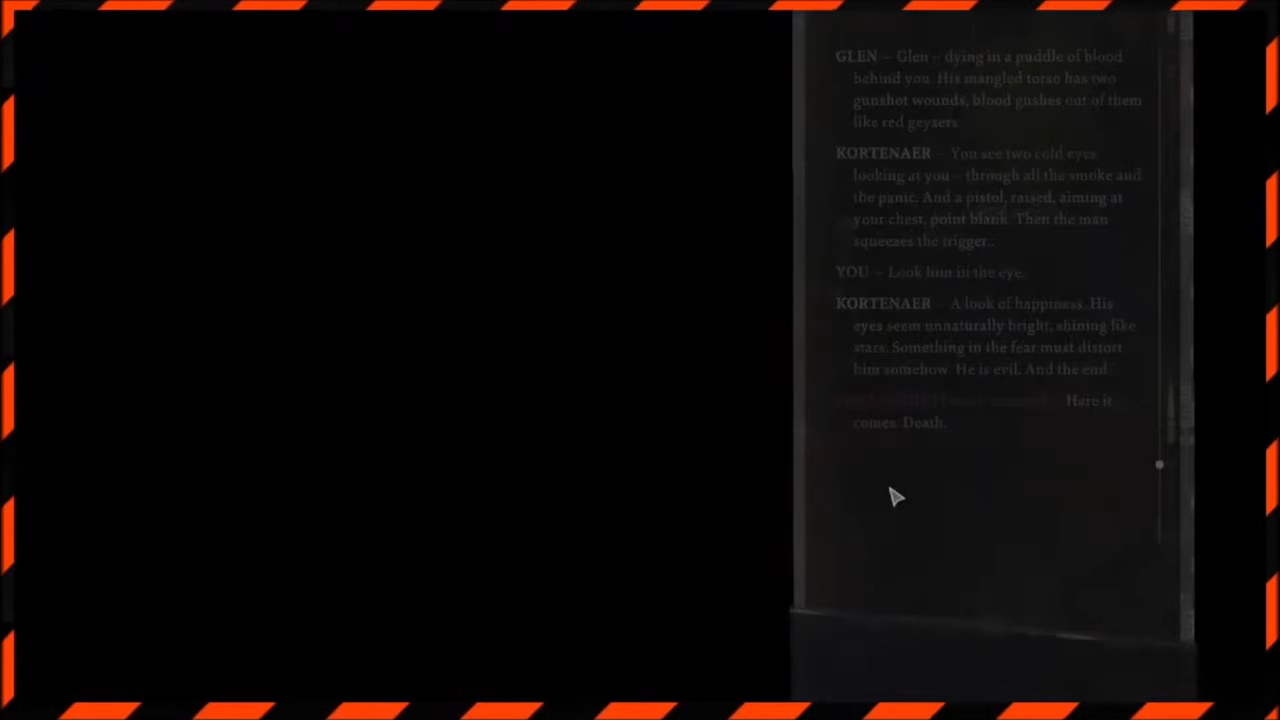 GLEN – Glen – dying in a puddle of blood
behind you. His mangled torso has two
gunshot wounds, blood gushes out of them
like red geysers.
KORTENAER – You see two cold eyes
looking at you – through all the smoke and
the panic. And a pistol, raised, aiming at
your chest, point blank. Then the man
squeezes the trigger..
YOU – Look him in the eye.
KORTENAER – A look of happiness. His
eyes seem unnaturally bright, shining like
stars. Something in the fear must distort
him somehow. He is evil. And the end.
Here it
comes. Death.